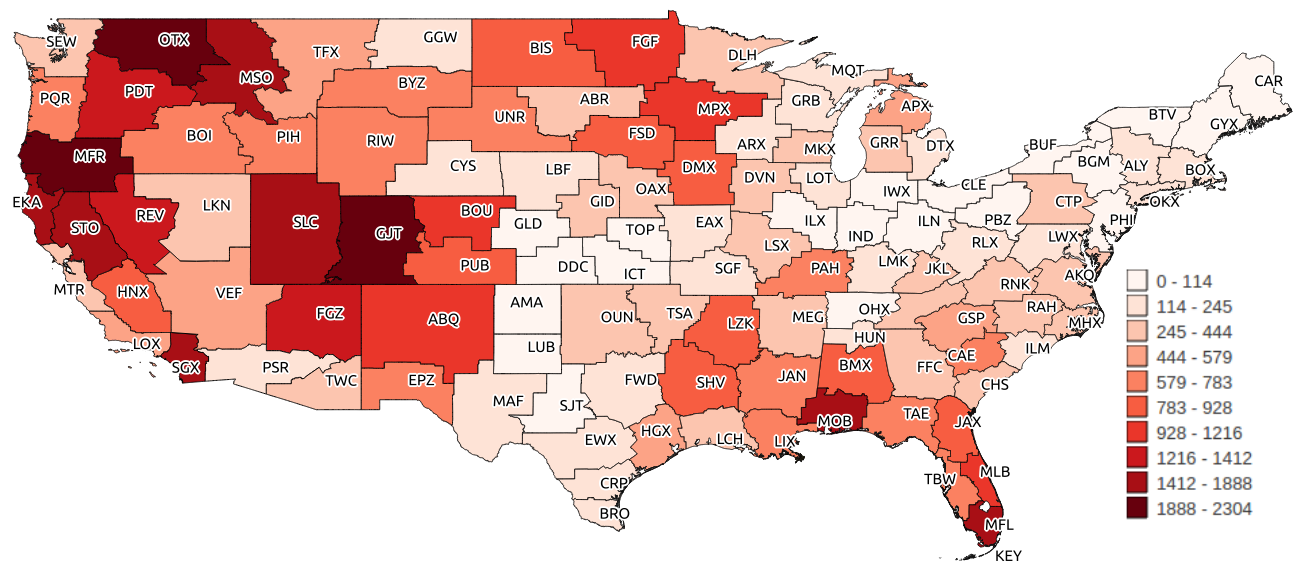 SEW OTX TFX GGW BIS FGF DLH
MQT
PQR PDT MSO BYZ ABR GRB APX CAR
UNR MPX BTV GYX
BOI PIH RIW FSD ARX MKX GRR DTX BUF
MFR CYS LBF DMX DVN LOT BGM ALY BOX
EKA REV LKN OAX IWX CLE CTP OKX
STO SLC GJT BOU GLD GID TOP EAX ILX ILN PBZ PHI
IND LSX RLX LWX
MTR HNX VEF PUB DDC ICT SGF PAH LMK JKL AKQ
RNK
FGZ ABQ AMA OUN TSA LZK MEG OHX GSP RAH MHX
LOX LUB HUN ILM
SGX PSR TWC EPZ FWD SHV JAN BMX FFC CAE CHS
MAF SJT
EWX HGX LCH LIX MOB TAE JAX
CRP TBW MLB
BRO MFL
KEY
0 - 114
114 - 245
245 - 444
444 - 579
579 - 783
783 - 928
928 - 1216
1216 - 1412
1412 - 1888
1888 - 2304